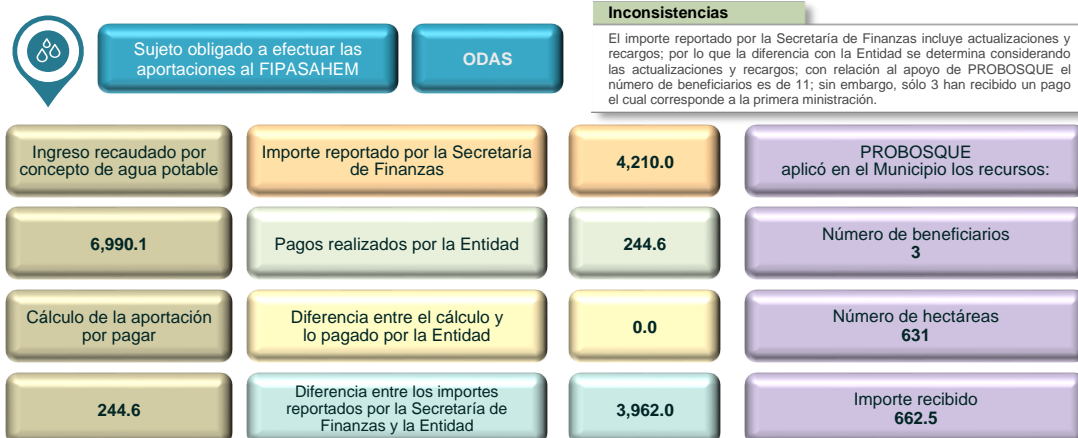 Sujeto obligado a efectuar las
aportaciones al FIPASAHEM
ODAS
Inconsistencias
El importe reportado por la Secretaría de Finanzas incluye actualizaciones y
recargos; por lo que la diferencia con la Entidad se determina considerando
las actualizaciones y recargos; con relación al apoyo de PROBOSQUE el
número de beneficiarios es de 11; sin embargo, sólo 3 han recibido un pago
el cual corresponde a la primera ministración.
Ingreso recaudado por
concepto de agua potable
Importe reportado por la Secretaría
de Finanzas
4,210.0
PROBOSQUE
aplicó en el Municipio los recursos:
6,990.1
Pagos realizados por la Entidad
244.6
Número de beneficiarios
3
Cálculo de la aportación
por pagar
Diferencia entre el cálculo y
lo pagado por la Entidad
0.0
Número de hectáreas
631
244.6
Diferencia entre los importes
reportados por la Secretaría de
Finanzas y la Entidad
3,962.0
Importe recibido
662.5